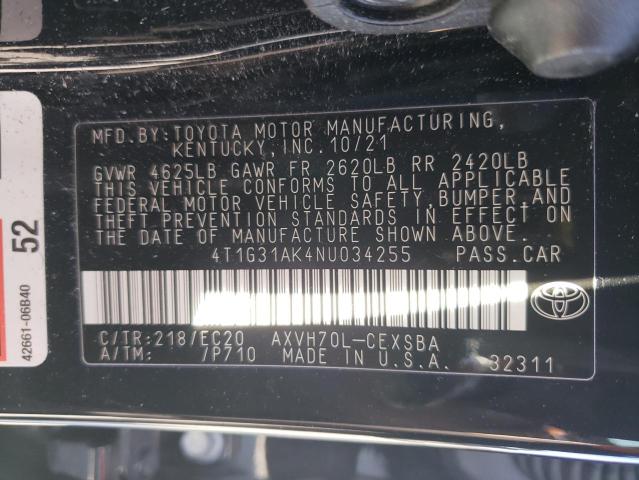 MFD.BY:TOYOTA MOTOR MANUFACTURING,
KENTUCKY,INC.10/21
GVWR 4625LB GAWR FR 2620LB RR 2420LB
THIS VEHICLE CONFORMS TO ALL APPLICABLE
FEDERAL MOTOR VEHICLE SAFETY,BUMPER,AND
THEFT PREVENTION STANDARDS IN EFFECT ON
THE DATE OF MANUFACTURE SHOWN ABOVE.
4T1G31AK4NU034255 PASS.CAR
C/TR:218/EC20 AXVH70L-CEXSBA
A/TM: /P710 MADE IN U.S.A. 32311
52
42661-06B40